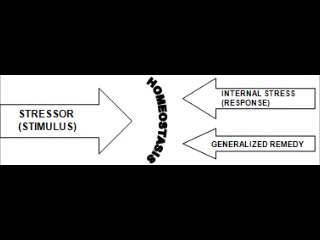 STRESSOR
(STIMULUS)
HOMEOSTASIS
INTERNAL STRESS
(RESPONSE)
GENERALIZED REMEDY